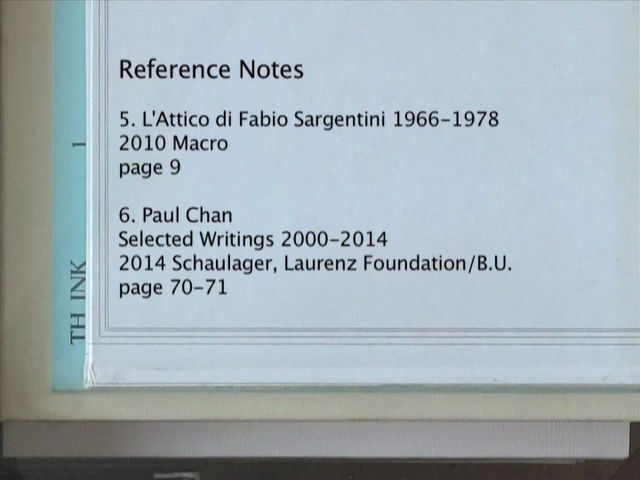 Reference Notes
5. L'Attico di Fabio Sargentini 1966–1978
2010 Macro
page 9
6. Paul Chan
Selected Writings 2000–2014
2014 Schaulager, Laurenz Foundation/B.U.
page 70–71
TH INK 1